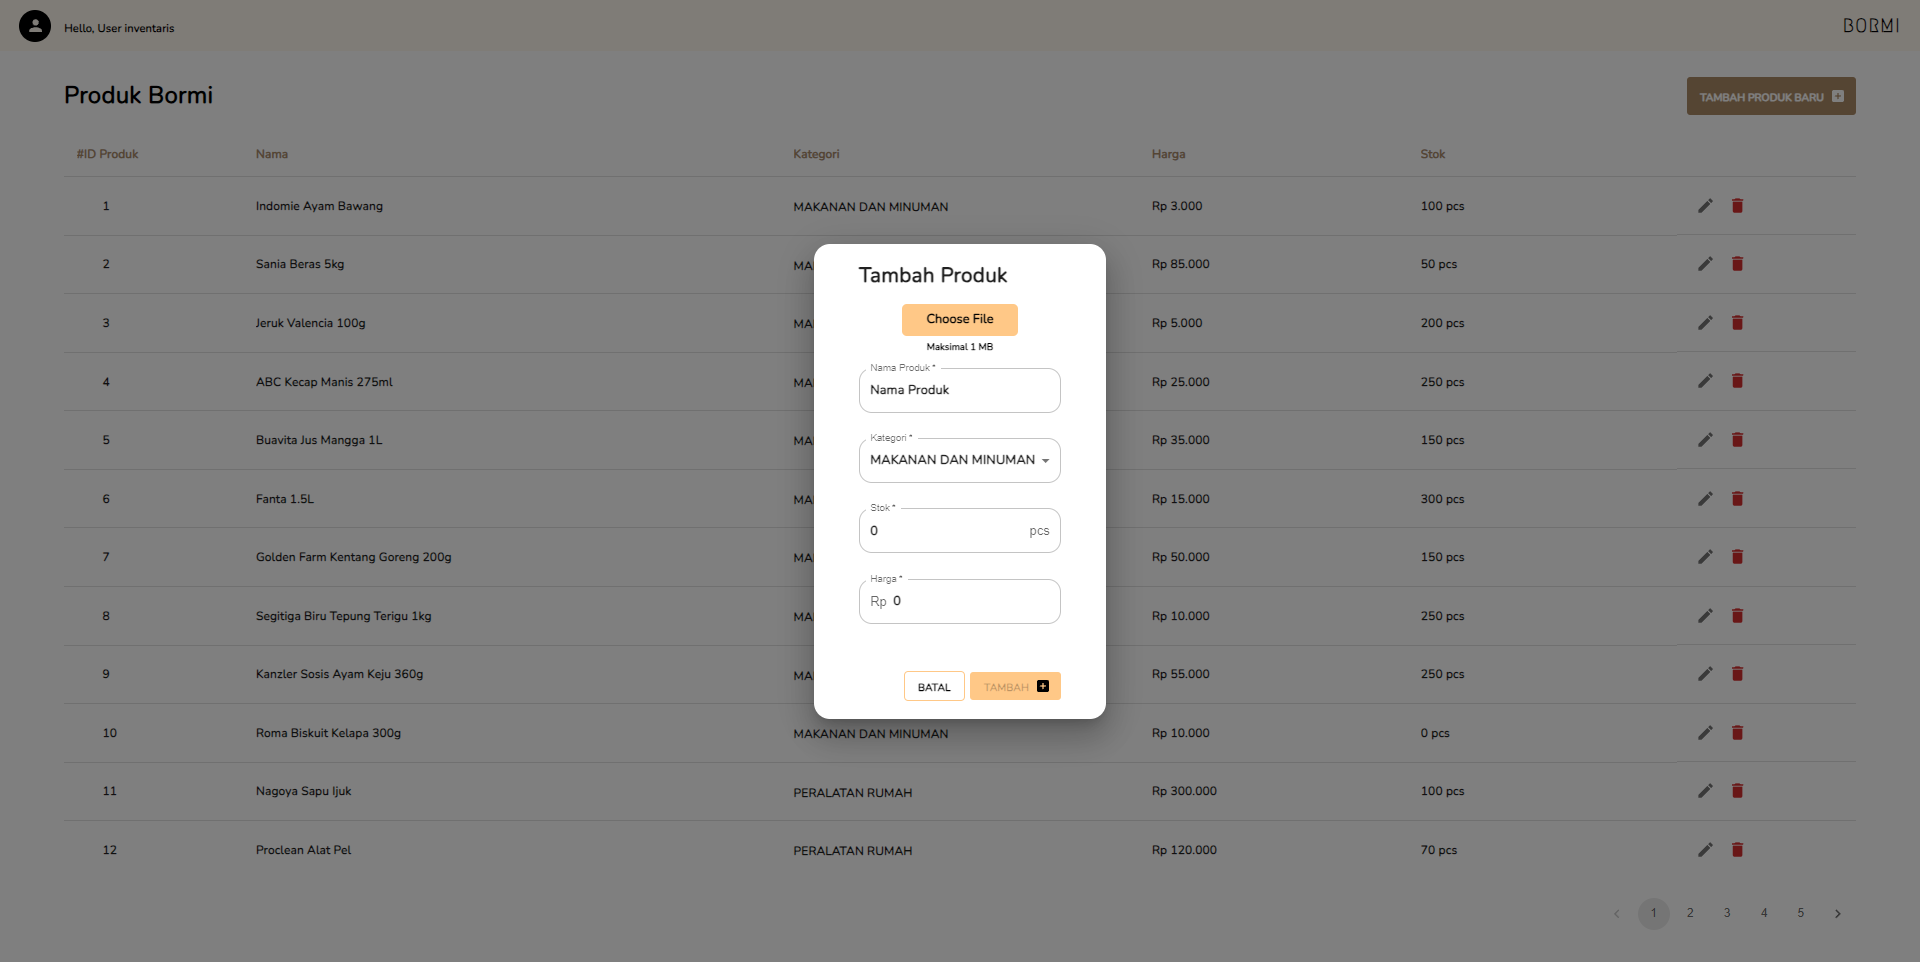 Hello, User inventaris
BORMI
Produk Bormi
TAMBAH PRODUK BARU
#ID Produk Nama Kategori Harga Stok
1 Indomie Ayam Bawang MAKANAN DAN MINUMAN Rp 3.000 100 pcs
2 Sania Beras 5kg MA Rp 85.000 50 pcs
3 Jeruk Valencia 100g MA Rp 5.000 200 pcs
4 ABC Kecap Manis 275ml MA Rp 25.000 250 pcs
5 Buavita Jus Mangga 1L MA Rp 35.000 150 pcs
6 Fanta 1.5L MA Rp 15.000 300 pcs
7 Golden Farm Kentang Goreng 200g MA Rp 50.000 150 pcs
8 Segitiga Biru Tepung Terigu 1kg MA Rp 10.000 250 pcs
9 Kanzler Sosis Ayam Keju 360g MA Rp 55.000 250 pcs
10 Roma Biskuit Kelapa 300g MAKANAN DAN MINUMAN Rp 10.000 0 pcs
11 Nagoya Sapu Ijuk PERALATAN RUMAH Rp 300.000 100 pcs
12 Proclean Alat Pel PERALATAN RUMAH Rp 120.000 70 pcs
1 2 3 4 5
Tambah Produk
Choose File
Maksimal 1 MB
Nama Produk *
Nama Produk
Kategori *
MAKANAN DAN MINUMAN
Stok *
0 pcs
Harga *
Rp 0
BATAL TAMBAH